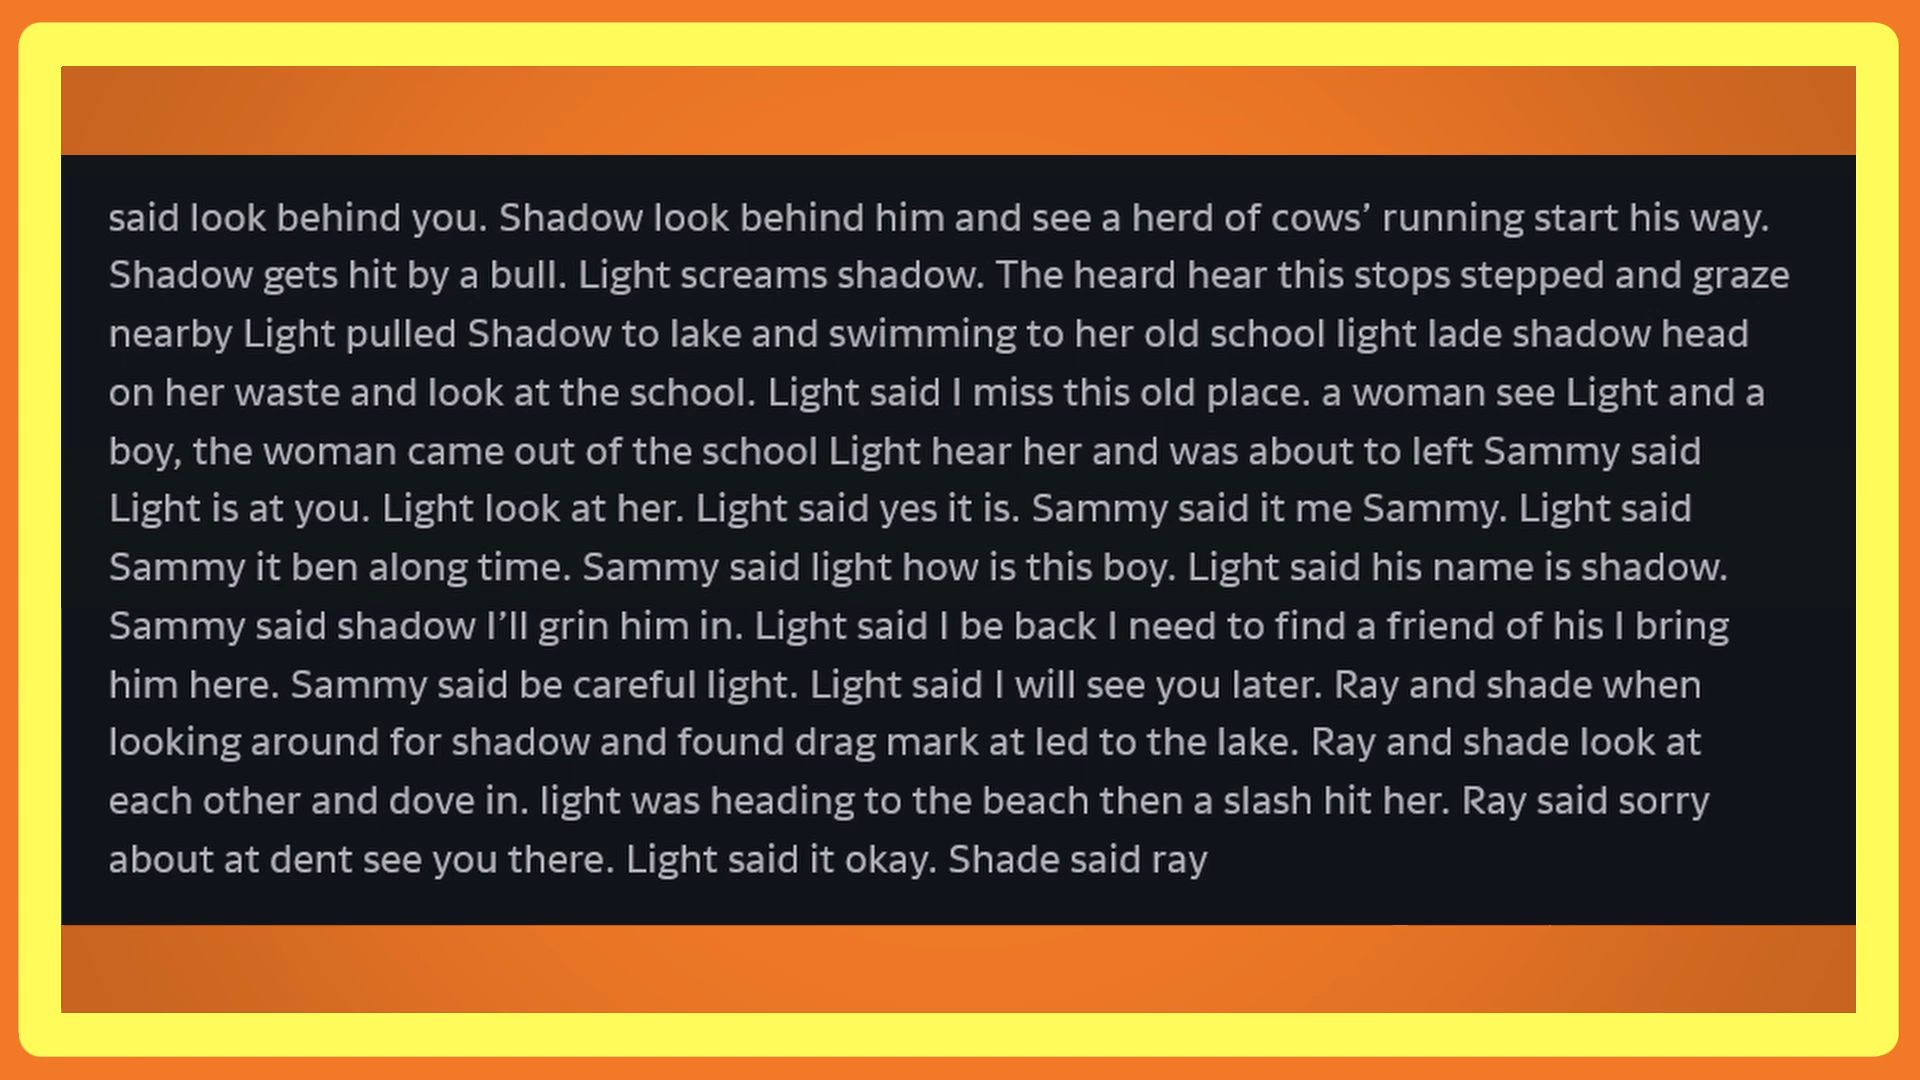 said look behind you. Shadow look behind him and see a herd of cows’ running start his way.
Shadow gets hit by a bull. Light screams shadow. The heard hear this stops stepped and graze
nearby Light pulled Shadow to lake and swimming to her old school light lade shadow head
on her waste and look at the school. Light said I miss this old place. a woman see Light and a
boy, the woman came out of the school Light hear her and was about to left Sammy said
Light is at you. Light look at her. Light said yes it is. Sammy said it me Sammy. Light said
Sammy it ben along time. Sammy said light how is this boy. Light said his name is shadow.
Sammy said shadow I’ll grin him in. Light said I be back I need to find a friend of his I bring
him here. Sammy said be careful light. Light said I will see you later. Ray and shade when
looking around for shadow and found drag mark at led to the lake. Ray and shade look at
each other and dove in. light was heading to the beach then a slash hit her. Ray said sorry
about at dent see you there. Light said it okay. Shade said ray